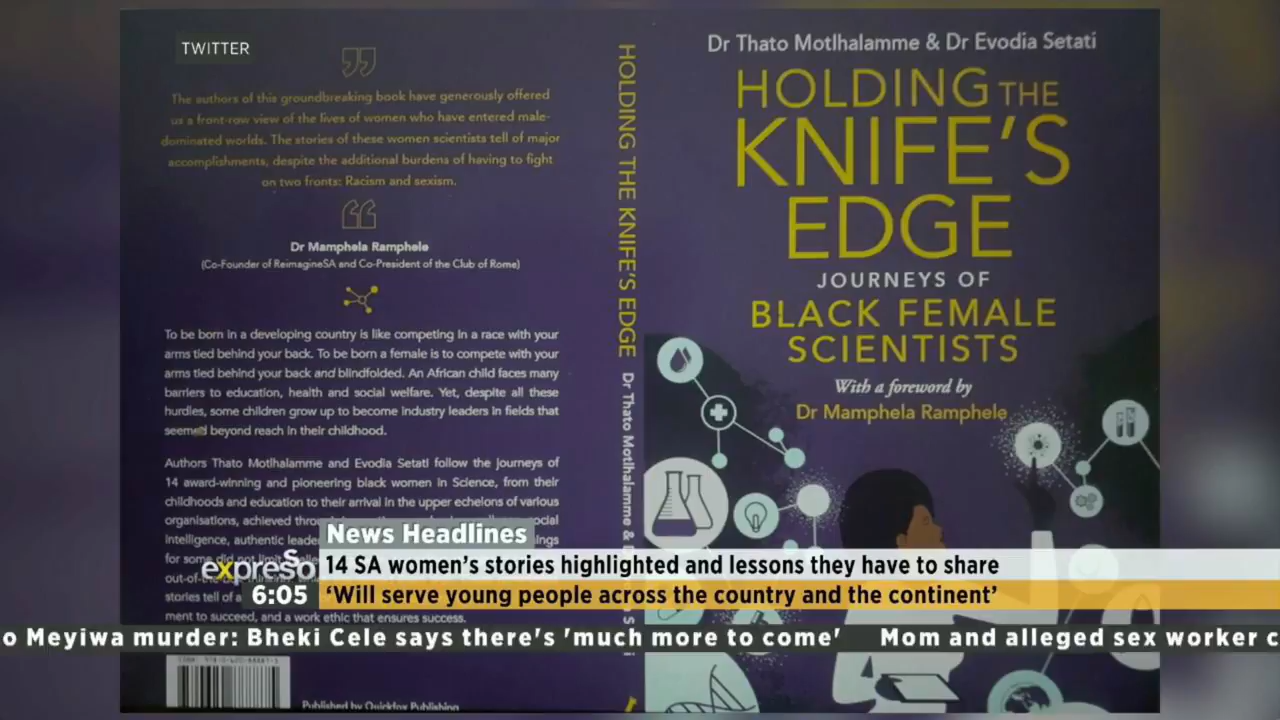 TWITTER
The authors of this groundbreaking book have generously offered
us a front-row view of the lives of women who have entered male-
dominated worlds. The stories of these women scientists tell of major
accomplishments, despite the additional burdens of having to fight
on two fronts: Racism and sexism.
Dr Mamphela Ramphele
(Co-Founder of ReimagineSA and Co-President of the Club of Rome)
To be born in a developing country is like competing in a race with your
arms tied behind your back. To be born a female is to compete with your
arms tied behind your back and blindfolded. An African child faces many
barriers to education, health and social welfare. Yet, despite all these
hurdles, some children grow up to become industry leaders in fields that
seemed beyond reach in their childhood.
Authors Thato Motlhalamme and Evodia Setati follow the journeys of
14 award-winning and pioneering black women in Science, from their
childhoods and education to their arrival in the upper echelons of various
organisations, achieved
intelligence, authentic
for some did not limit
stories tell of a
ment to succeed, and a work ethic that ensures success.
Published by Quickfox Publishing
HOLDING THE KNIFE'S EDGE Dr Thato Motlhalamme &
Dr Thato Motlhalamme & Dr Evodia Setati
HOLDING THE
KNIFE'S
EDGE
JOURNEYS OF
BLACK FEMALE
SCIENTISTS
With a foreword by
Dr Mamphela Ramphele
News Headlines
expresso
14 SA women's stories highlighted and lessons they have to share
6:05
'Will serve young people across the country and the continent'
o Meyiwa murder: Bheki Cele says there's 'much more to come' Mom and alleged sex worker c